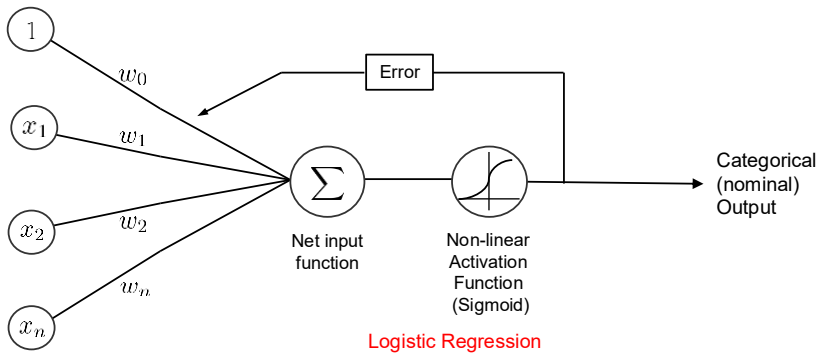 1
w₀
Error
x₁
w₁
∑
Categorical
(nominal)
Output
x₂
w₂
Net input
function
Non-linear
Activation
Function
(Sigmoid)
wₙ
xₙ
Logistic Regression